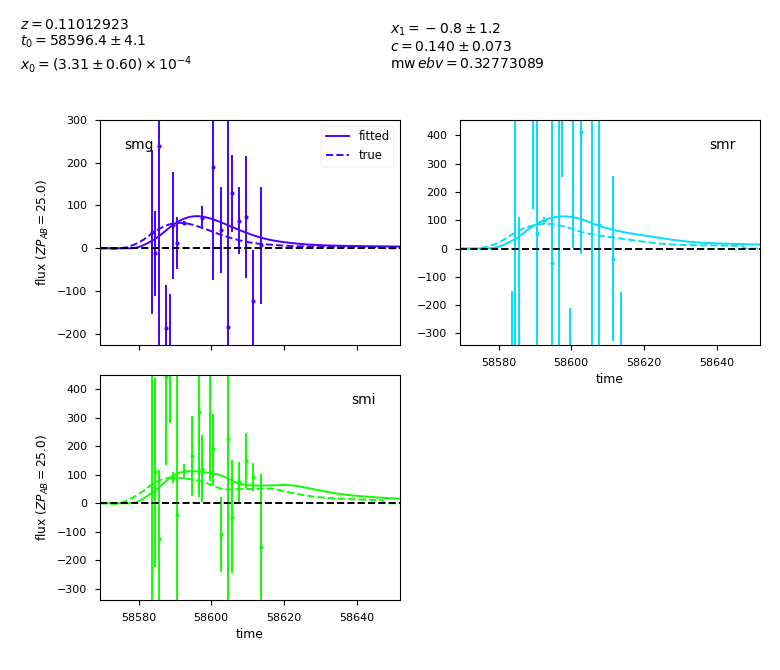 z = 0.11012923
t₀ = 58596.4 ± 4.1
x₀ = (3.31 ± 0.60) × 10⁻⁴
x₁ = −0.8 ± 1.2
c = 0.140 ± 0.073
mw ebv = 0.32773089
smg
fitted
true
300
200
100
0
−100
−200
flux (ZP_AB = 25.0)
smr
400
300
200
100
0
−100
−200
−300
58580 58600 58620 58640
time
smi
400
300
200
100
0
−100
−200
−300
flux (ZP_AB = 25.0)
58580 58600 58620 58640
time